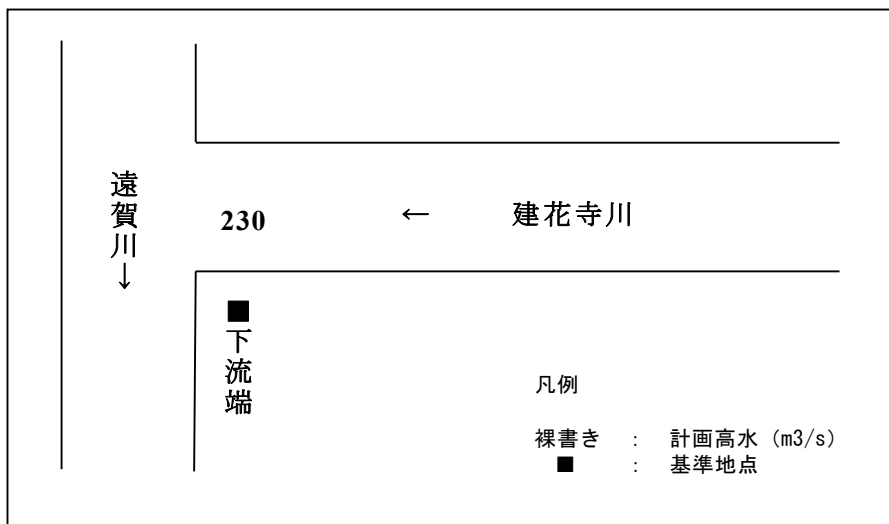 遠賀川↓
230 ← 建花寺川
■下流端
凡例
裸書き : 計画高水 (m3/s)
■ : 基準地点